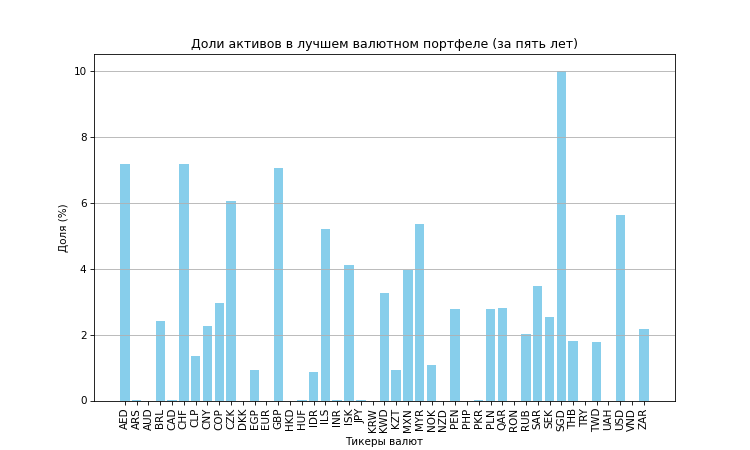 Доли активов в лучшем валютном портфеле (за пять лет)
Доля (%)
10
8
6
4
2
0
AED ARS AUD BRL CAD CHF CLP CNY COP CZK DKK EGP EUR GBP HKD HUF IDR ILS INR ISK JPY KRW KWD KZT MXN MYR NOK NZD PEN PHP PKR PLN QAR RON RUB SAR SEK SGD THB TRY TWD UAH USD VND ZAR
Тикеры валют